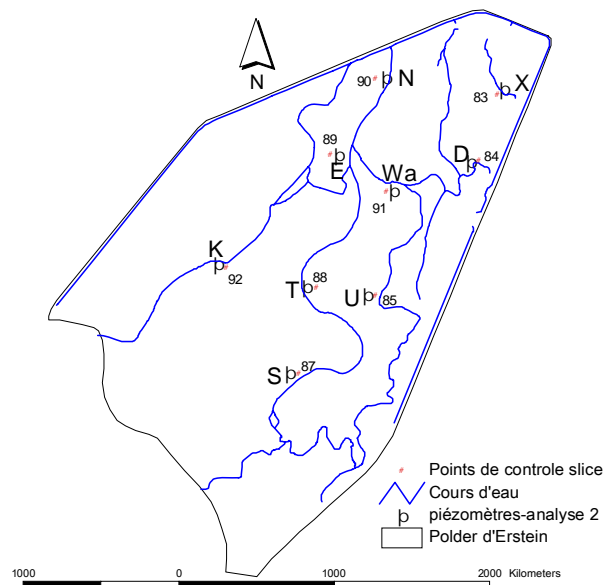 N
90 þ N
83 þ X
89 þ
E
D þ 84
Wa
þ
91
K
þ
92
T þ 88
U þ 85
S þ 87
Points de controle slice
Cours d'eau
þ piézomètres-analyse 2
Polder d'Erstein
1000 0 1000 2000 Kilometers